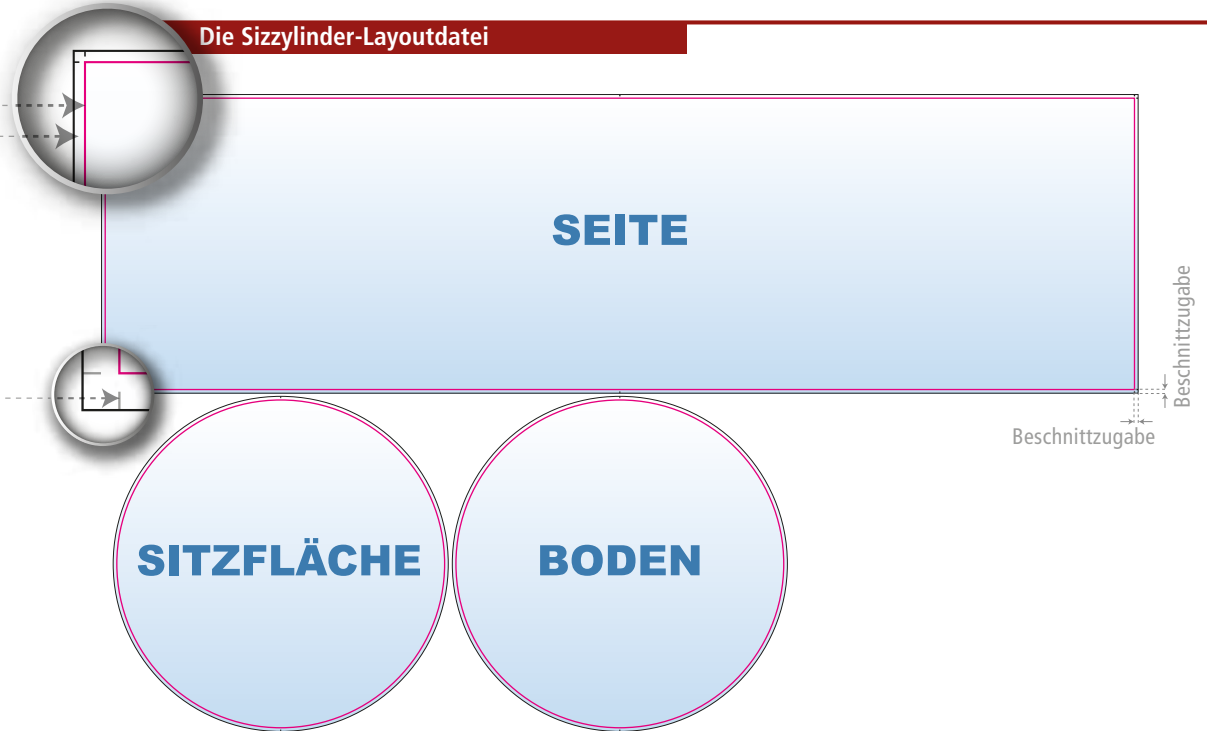 Die Sizzylinder-Layoutdatei
SEITE
Beschnittzugabe
Beschnittzugabe
SITZFLÄCHE
BODEN